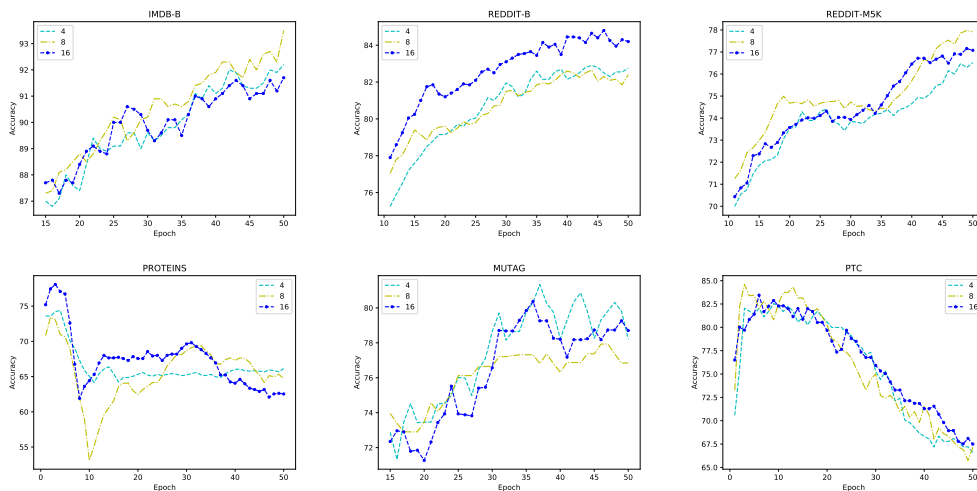 IMDB-B
4
8
16
93
92
91
90
89
88
87
Accuracy
15 20 25 30 35 40 45 50
Epoch
REDDIT-B
4
8
16
84
82
80
78
76
Accuracy
10 15 20 25 30 35 40 45 50
Epoch
REDDIT-M5K
4
8
16
78
77
76
75
74
73
72
71
70
Accuracy
10 15 20 25 30 35 40 45 50
Epoch
PROTEINS
4
8
16
75
70
65
60
55
Accuracy
0 10 20 30 40 50
Epoch
MUTAG
4
8
16
80
78
76
74
72
Accuracy
15 20 25 30 35 40 45 50
Epoch
PTC
4
8
16
85.0
82.5
80.0
77.5
75.0
72.5
70.0
67.5
65.0
Accuracy
0 10 20 30 40 50
Epoch